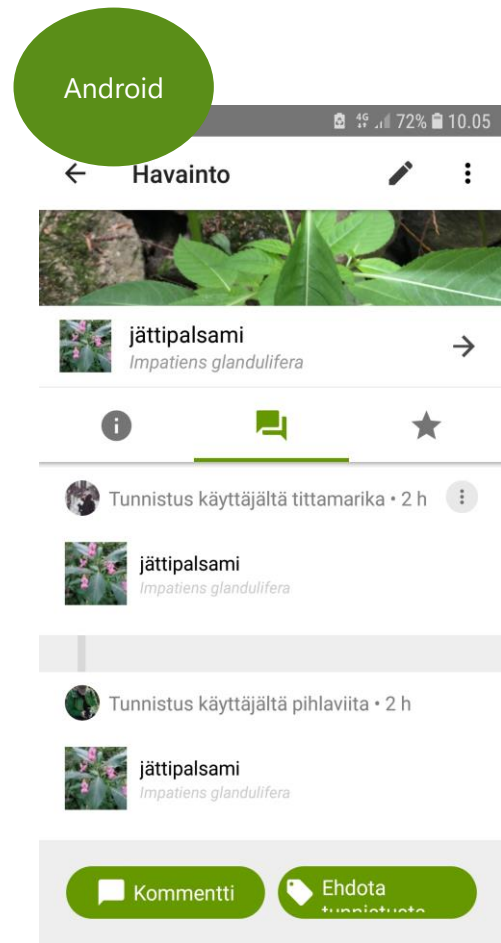 Android
4G 72% 10.05
Havainto
jättipalsami
Impatiens glandulifera
Tunnistus käyttäjältä tittamarika • 2 h
jättipalsami
Impatiens glandulifera
Tunnistus käyttäjältä pihlaviita • 2 h
jättipalsami
Impatiens glandulifera
Kommentti
Ehdota